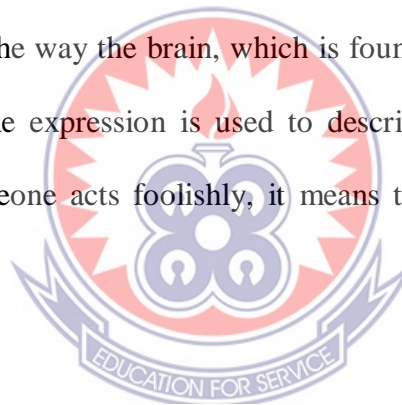 he way the brain, which is foun
e expression is used to descri
eone acts foolishly, it means t
EDUCATION FOR SERVICE